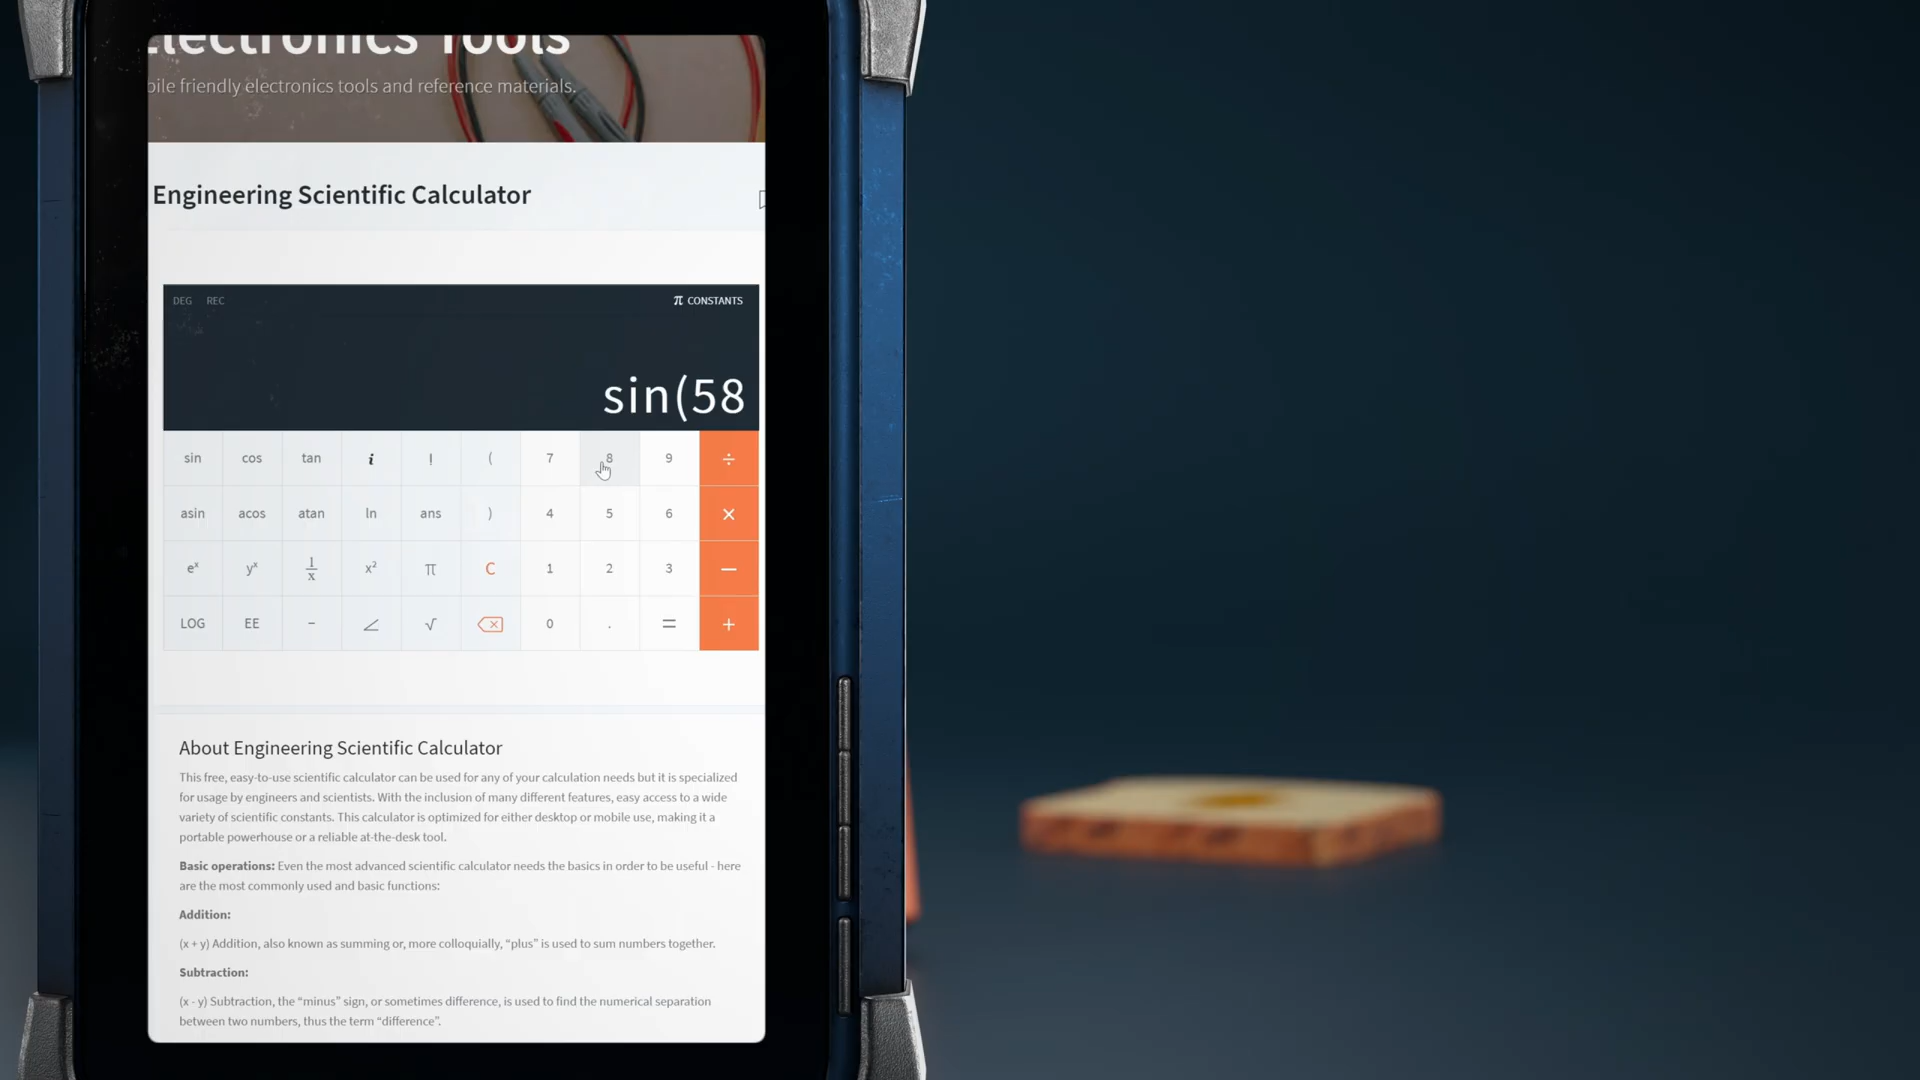 Electronics Tools
bile friendly electronics tools and reference materials.
Engineering Scientific Calculator
DEG REC π CONSTANTS
sin(58
sin cos tan i ! ( 7 8 9 ÷
asin acos atan ln ans ) 4 5 6 ×
eˣ yˣ 1/x x² π C 1 2 3 −
LOG EE − ∠ √ 0 . = +
About Engineering Scientific Calculator
This free, easy-to-use scientific calculator can be used for any of your calculation needs but it is specialized
for usage by engineers and scientists. With the inclusion of many different features, easy access to a wide
variety of scientific constants. This calculator is optimized for either desktop or mobile use, making it a
portable powerhouse or a reliable at-the-desk tool.
Basic operations: Even the most advanced scientific calculator needs the basics in order to be useful - here
are the most commonly used and basic functions:
Addition:
(x + y) Addition, also known as summing or, more colloquially, “plus” is used to sum numbers together.
Subtraction:
(x - y) Subtraction, the “minus” sign, or sometimes difference, is used to find the numerical separation
between two numbers, thus the term “difference”.